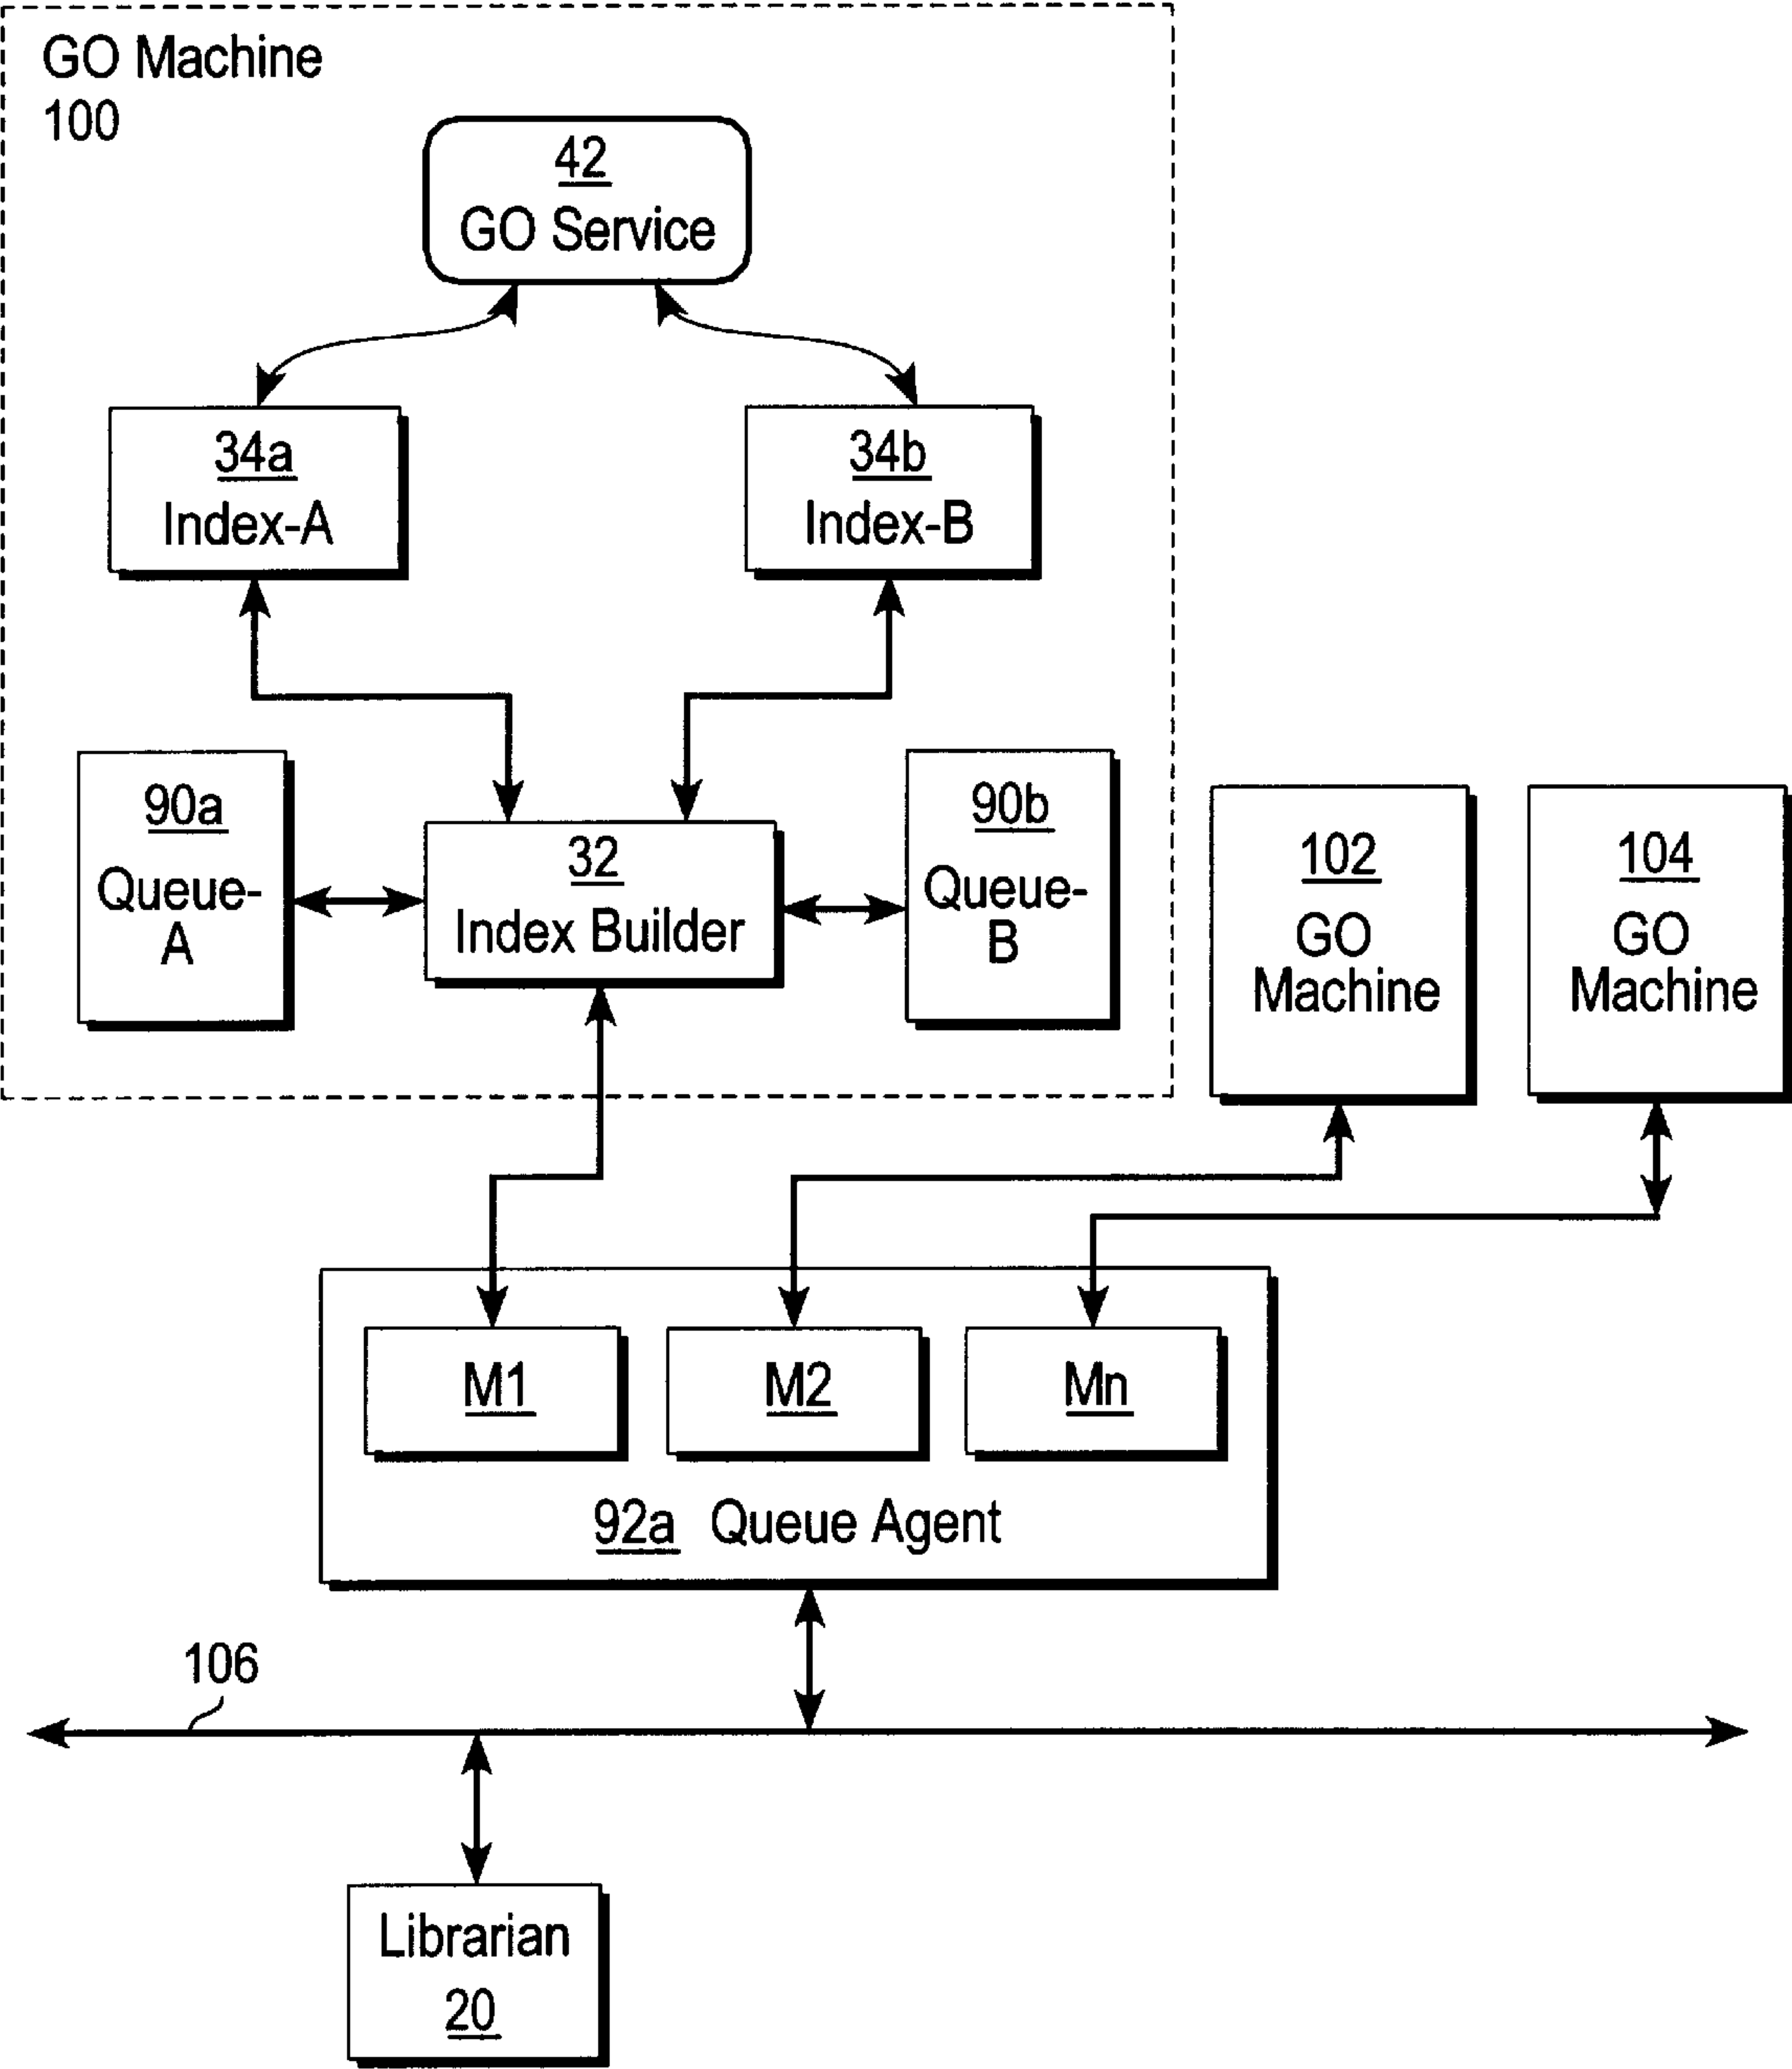 GO Machine
100
42
GO Service
34a
Index-A
34b
Index-B
90a
Queue-
A
32
Index Builder
90b
Queue-
B
102
GO
Machine
104
GO
Machine
M1
M2
Mn
92a Queue Agent
106
Librarian
20